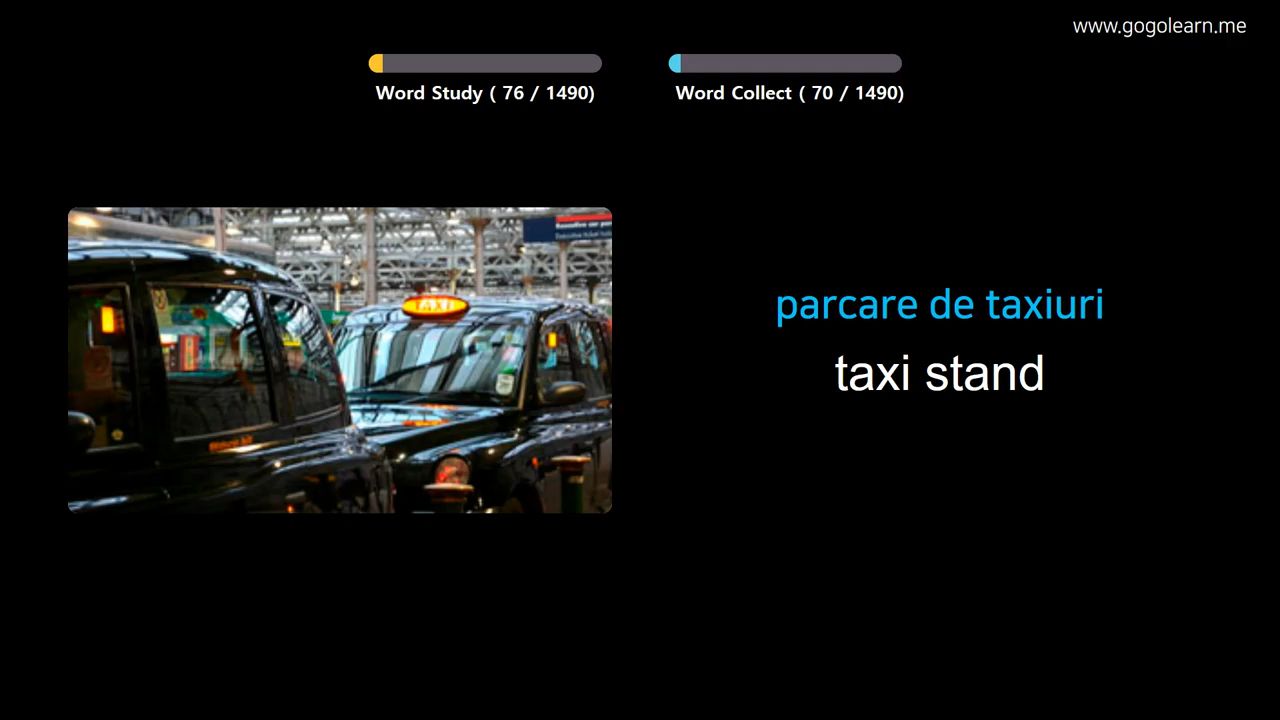 www.gogolearn.me
Word Study ( 76 / 1490)
Word Collect ( 70 / 1490)
TAXI
parcare de taxiuri
taxi stand